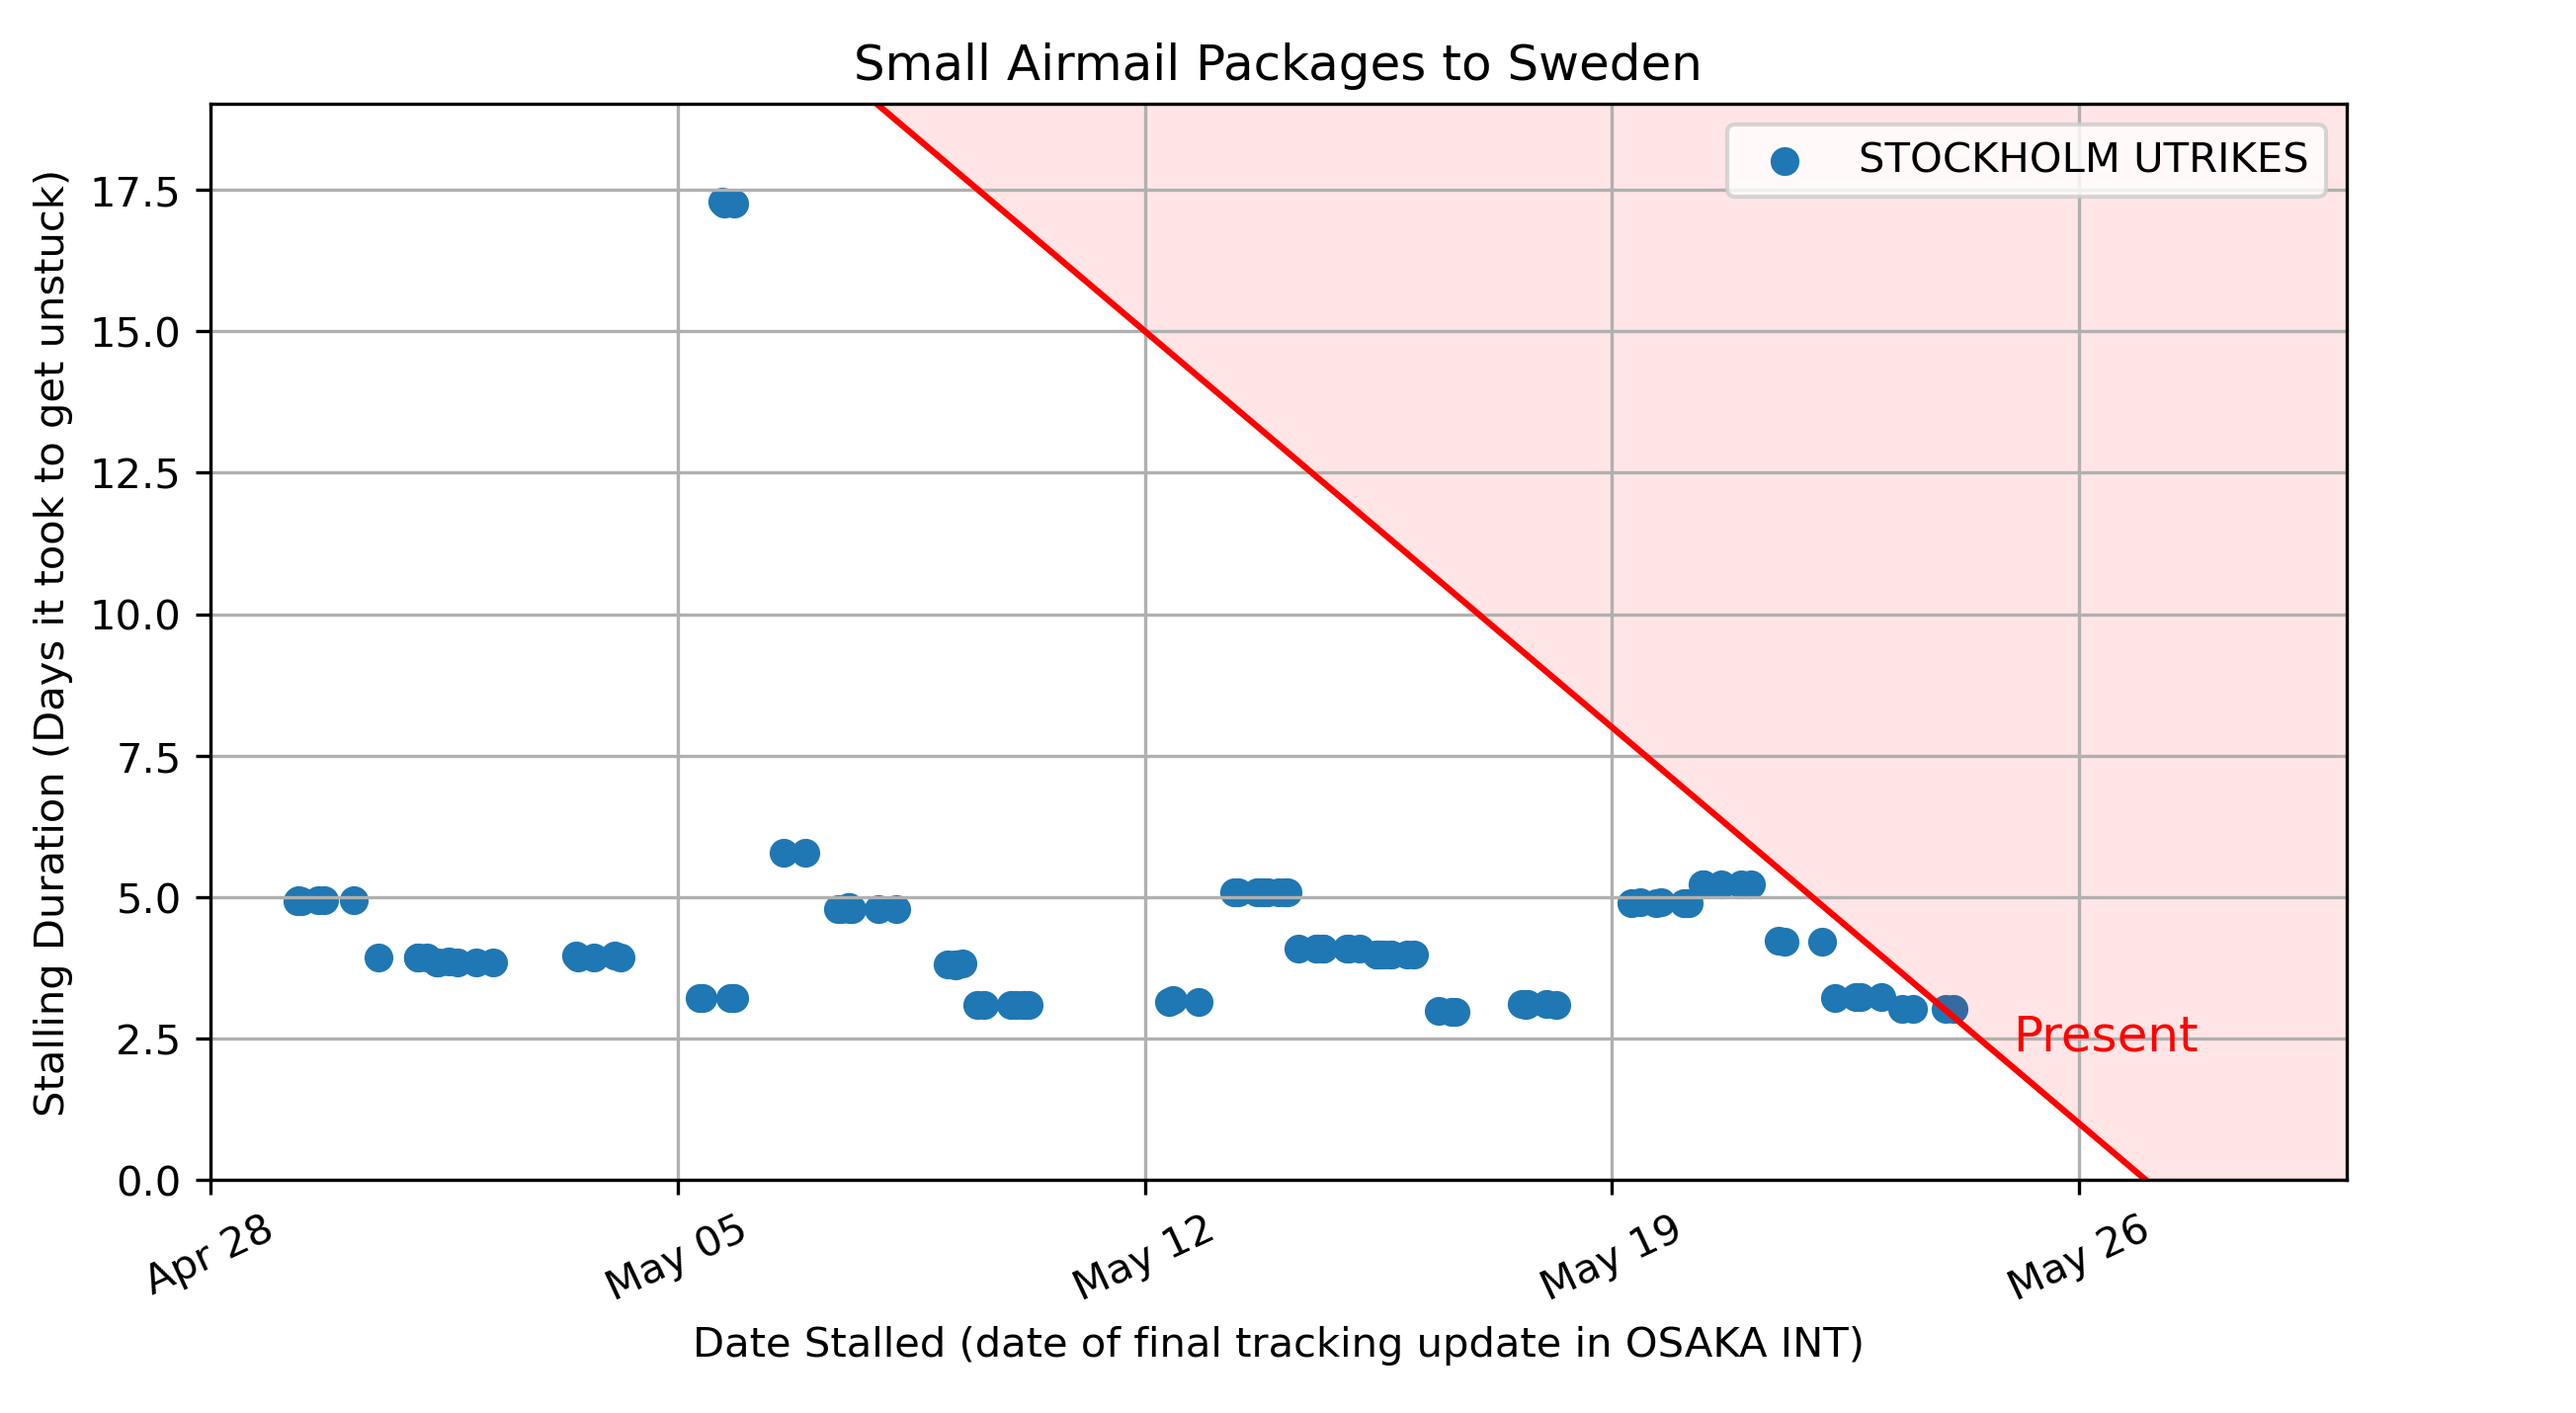 Small Airmail Packages to Sweden
STOCKHOLM UTRIKES
Stalling Duration (Days it took to get unstuck)
17.5
15.0
12.5
10.0
7.5
5.0
2.5
0.0
Present
Apr 28
May 05
May 12
May 19
May 26
Date Stalled (date of final tracking update in OSAKA INT)